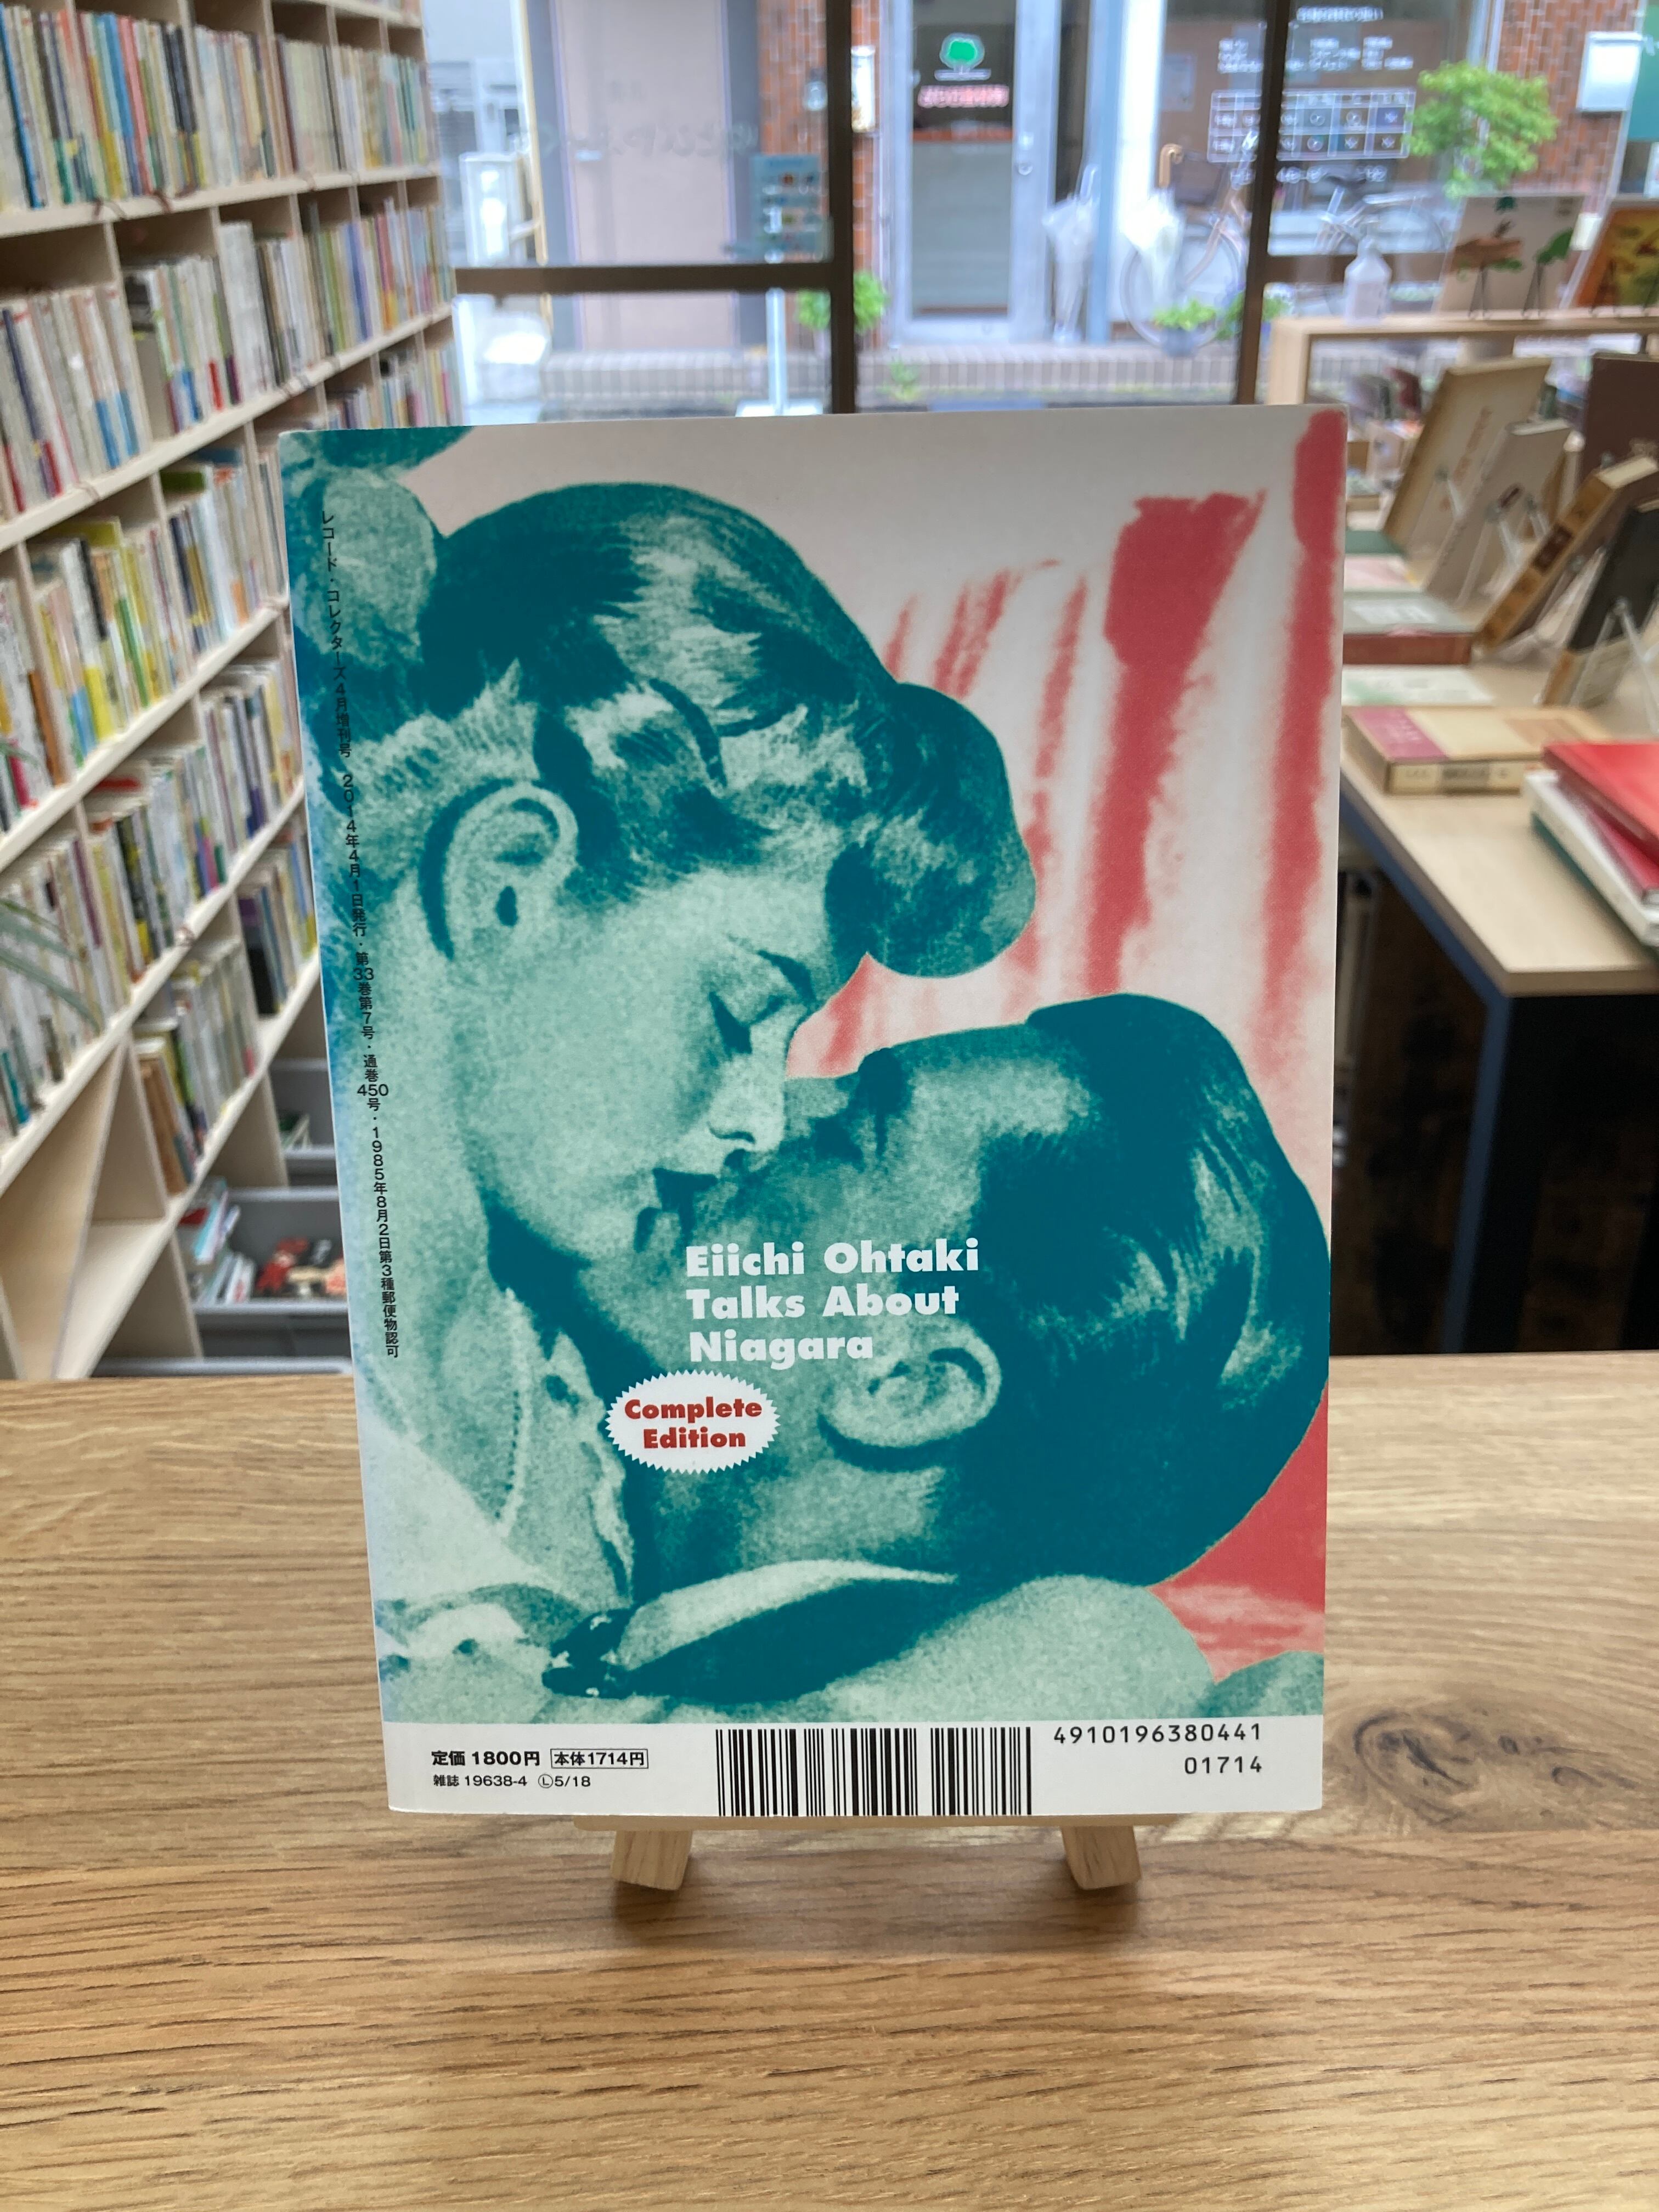 レコード・コレクターズ4月増刊号 2014年4月1日発行・第33巻第7号・通巻450号・1985年8月2日第3種郵便物認可
Eiichi Ohtaki
Talks About
Niagara
Complete
Edition
定価1800円 本体1714円
雑誌 19638-4 Ⓛ5/18
4910196380441
01714